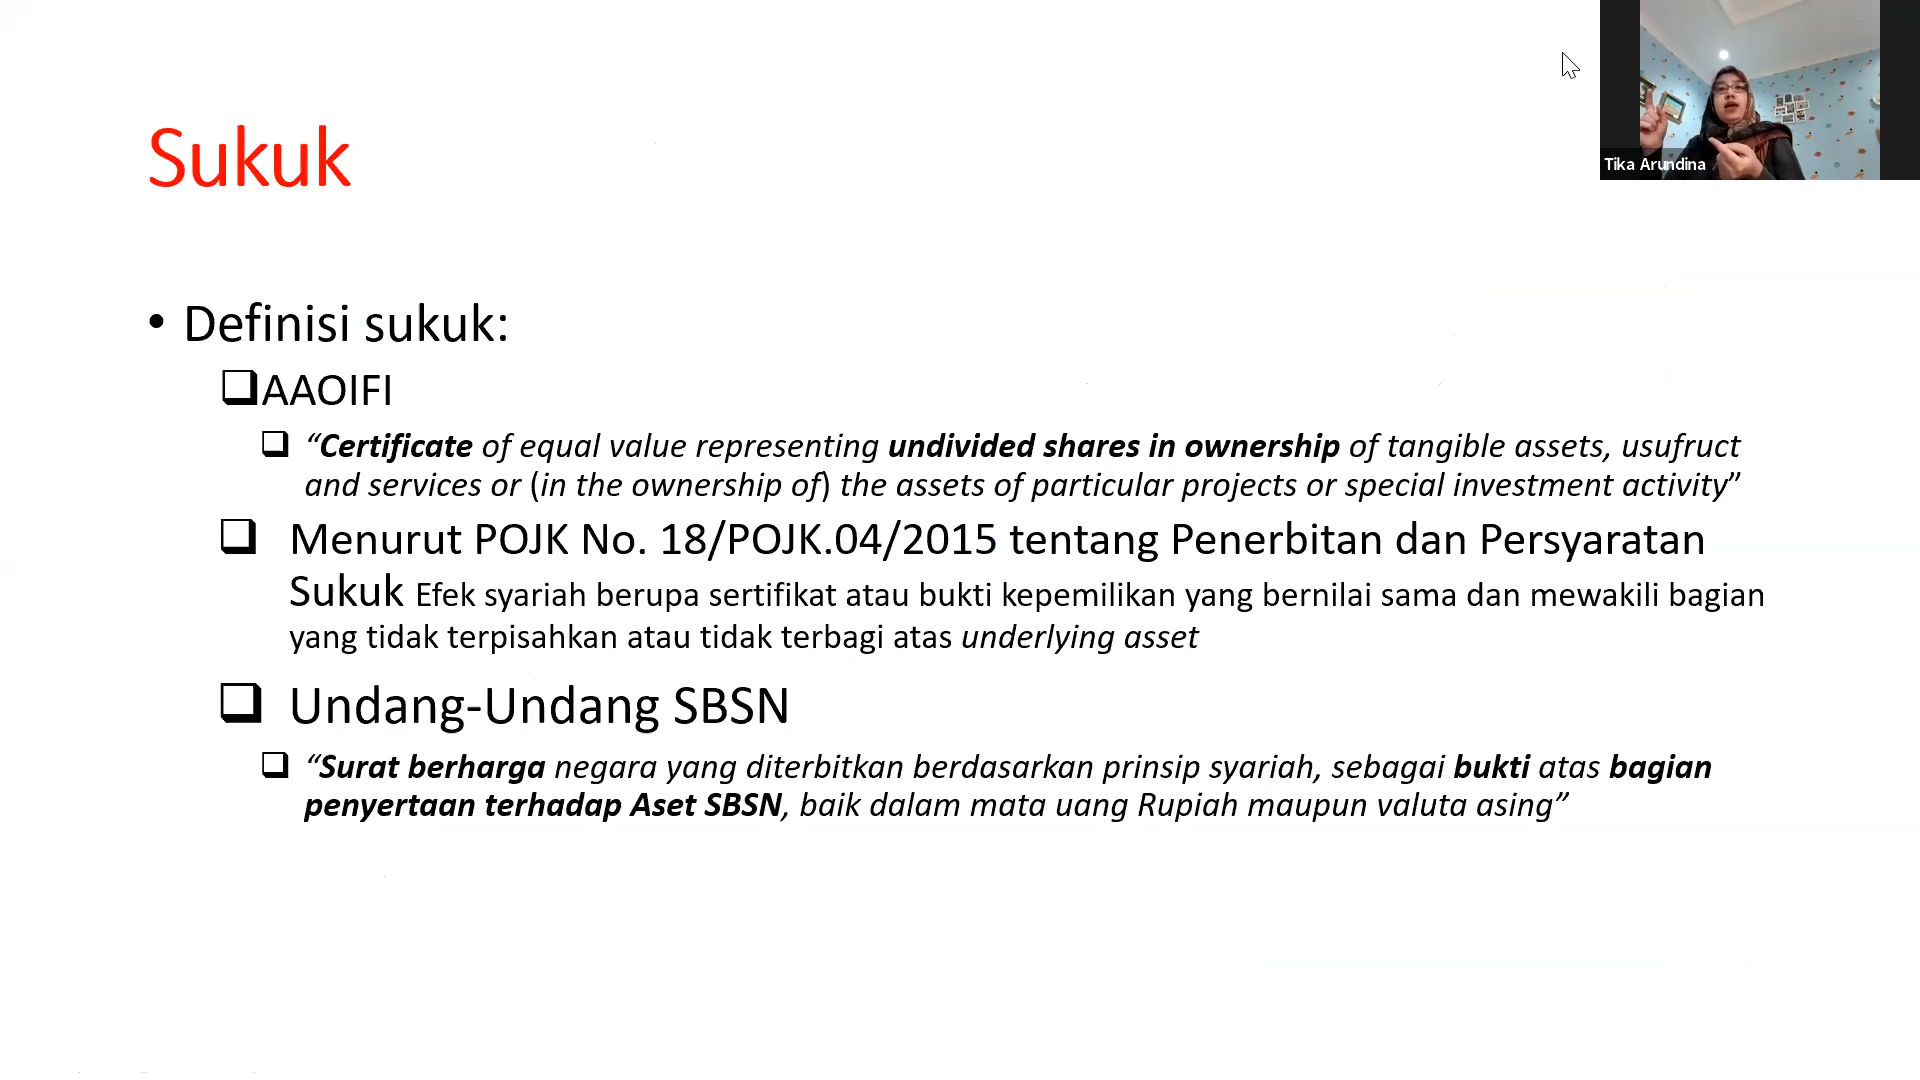 Tika Arundina
Sukuk
• Definisi sukuk:
❑AAOIFI
❑ “Certificate of equal value representing undivided shares in ownership of tangible assets, usufruct
and services or (in the ownership of) the assets of particular projects or special investment activity”
❑ Menurut POJK No. 18/POJK.04/2015 tentang Penerbitan dan Persyaratan
Sukuk Efek syariah berupa sertifikat atau bukti kepemilikan yang bernilai sama dan mewakili bagian
yang tidak terpisahkan atau tidak terbagi atas underlying asset
❑ Undang-Undang SBSN
❑ “Surat berharga negara yang diterbitkan berdasarkan prinsip syariah, sebagai bukti atas bagian
penyertaan terhadap Aset SBSN, baik dalam mata uang Rupiah maupun valuta asing”